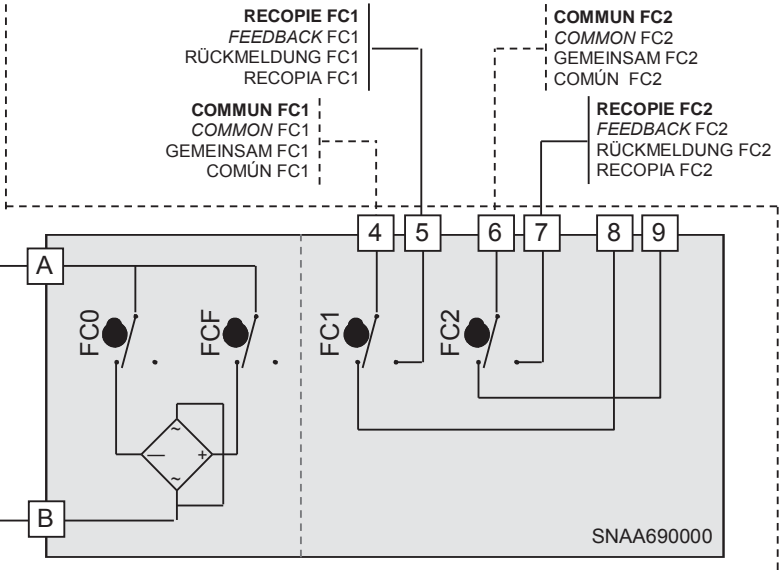 RECOPIE FC1
FEEDBACK FC1
RÜCKMELDUNG FC1
RECOPIA FC1
COMMUN FC1
COMMON FC1
GEMEINSAM FC1
COMÚN FC1
COMMUN FC2
COMMON FC2
GEMEINSAM FC2
COMÚN FC2
RECOPIE FC2
FEEDBACK FC2
RÜCKMELDUNG FC2
RECOPIA FC2
4 5 6 7 8 9
A
FC0 FCF FC1 FC2
~
— +
~
B
SNAA690000